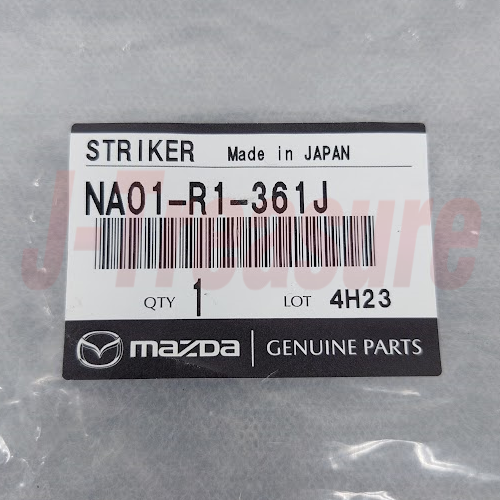 STRIKER Made in JAPAN
NA01-R1-361J
J-Treasure
QTY 1 LOT 4H23
mazda GENUINE PARTS